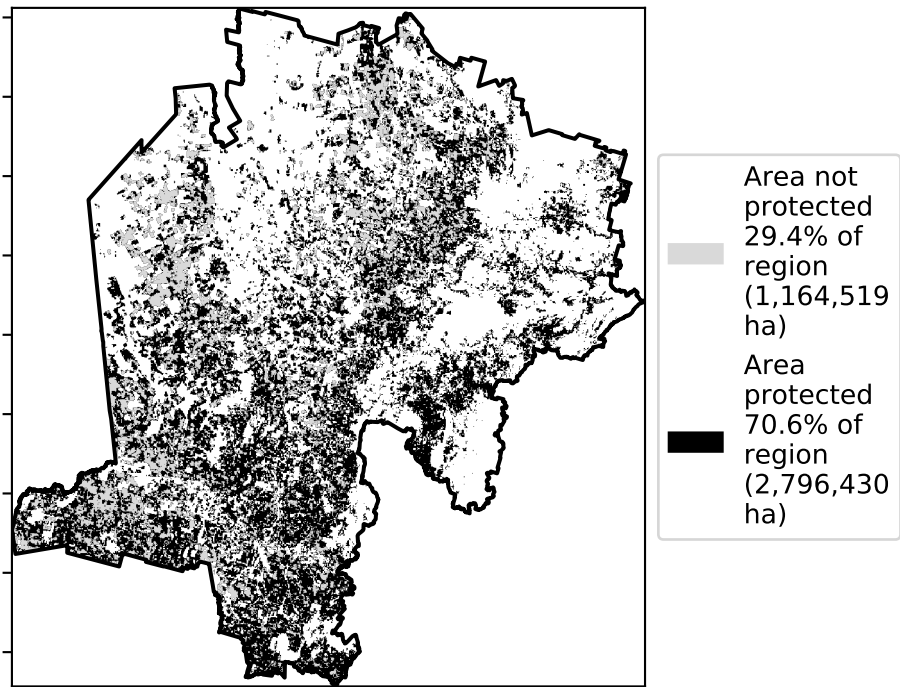 Area not
protected
29.4% of
region
(1,164,519
ha)
Area
protected
70.6% of
region
(2,796,430
ha)